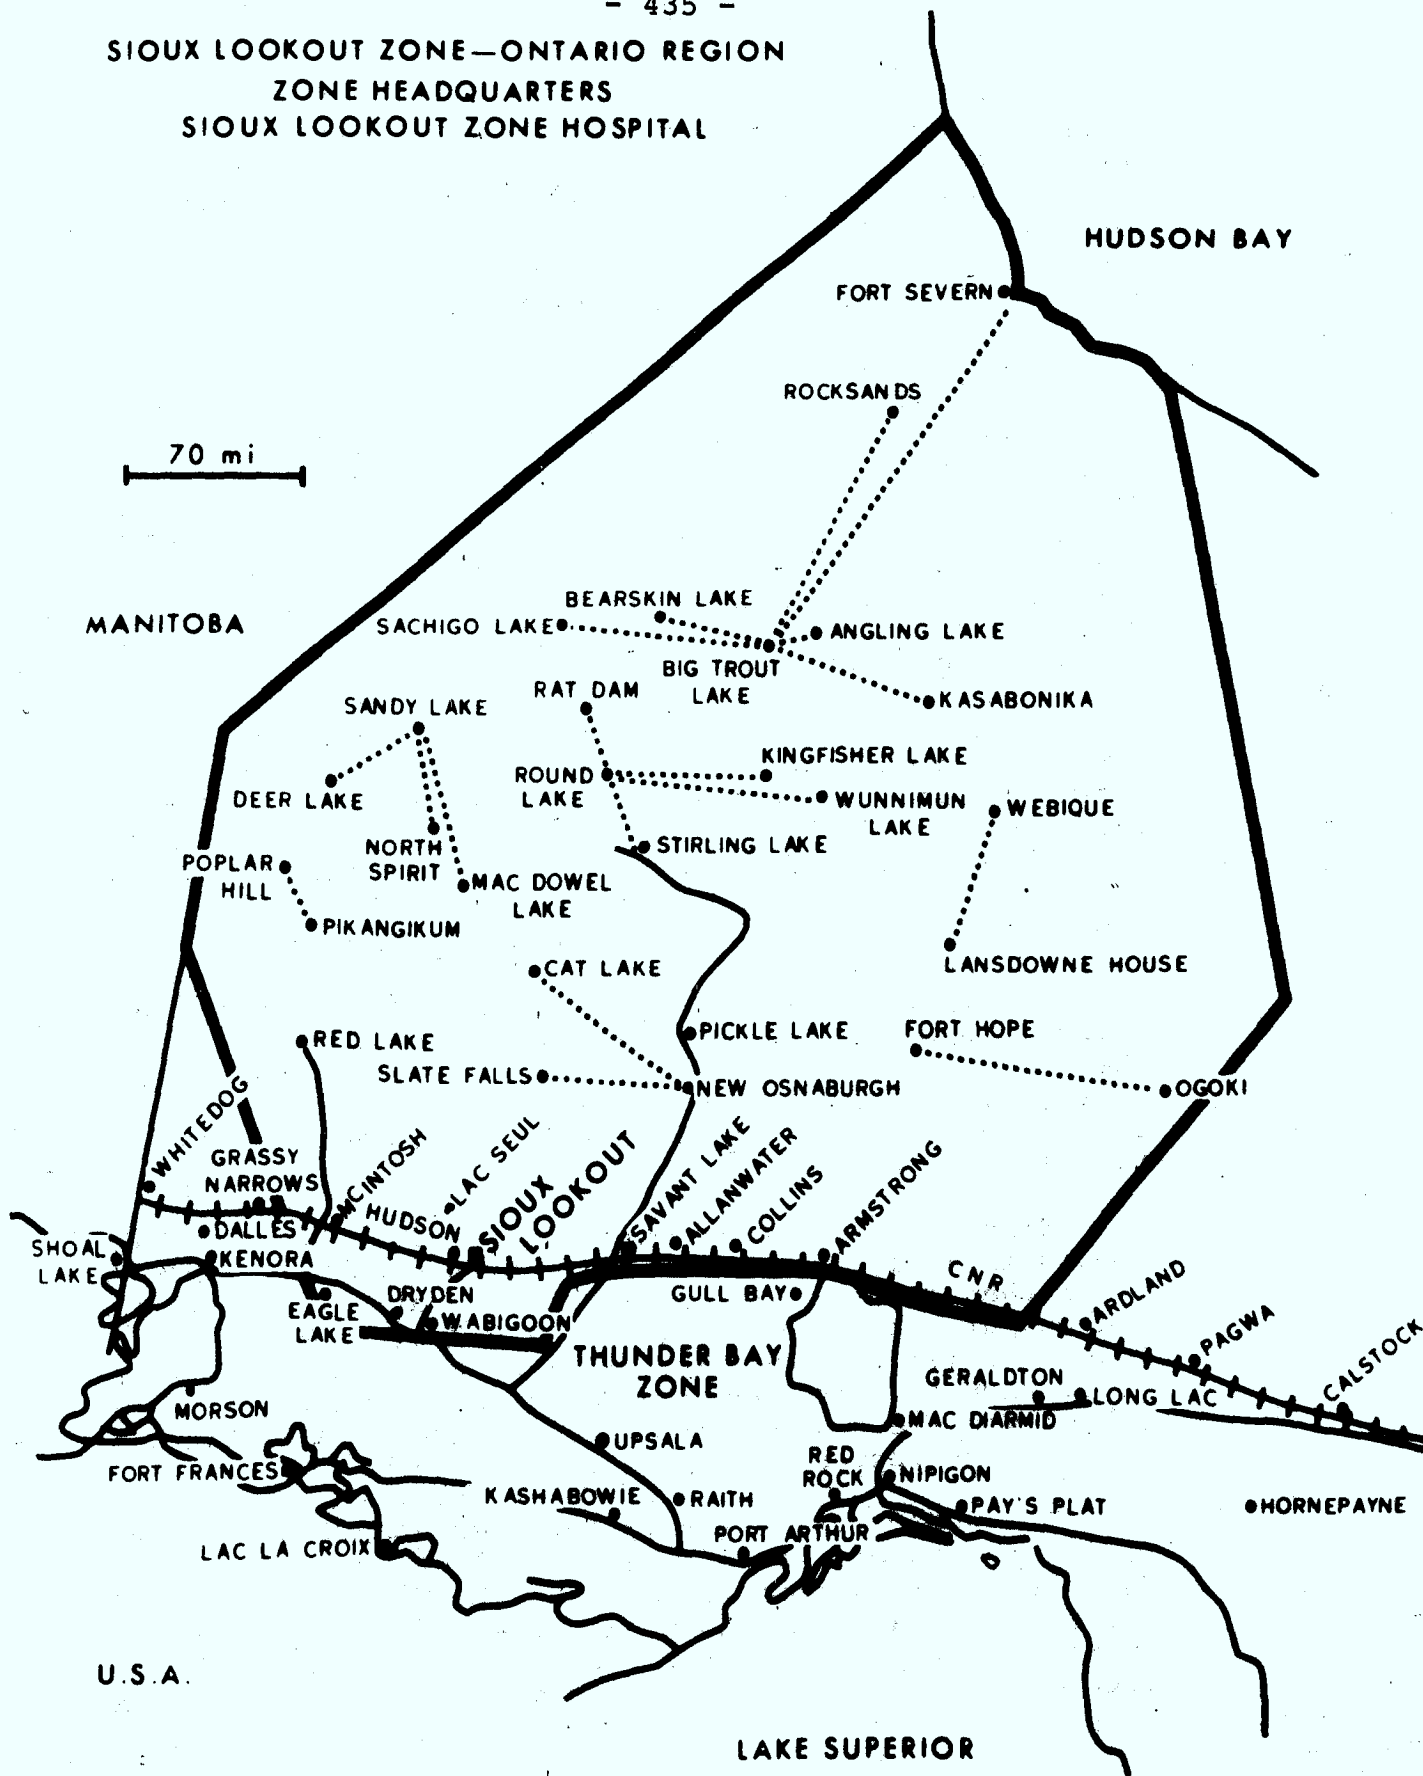 - 435 -
SIOUX LOOKOUT ZONE—ONTARIO REGION
ZONE HEADQUARTERS
SIOUX LOOKOUT ZONE HOSPITAL
HUDSON BAY
FORT SEVERN
ROCKSANDS
70 mi
MANITOBA
BEARSKIN LAKE
SACHIGO LAKE
ANGLING LAKE
BIG TROUT
LAKE
KASABONIKA
RAT DAM
SANDY LAKE
KINGFISHER LAKE
ROUND
LAKE
DEER LAKE
WUNNIMUN
LAKE
WEBIQUE
NORTH
SPIRIT
STIRLING LAKE
POPLAR
HILL
MAC DOWEL
LAKE
PIKANGIKUM
CAT LAKE
LANSDOWNE HOUSE
RED LAKE
PICKLE LAKE
FORT HOPE
SLATE FALLS
NEW OSNABURGH
OGOKI
WHITEDOG
GRASSY
NARROWS
MCINTOSH
LAC SEUL
SIOUX
LOOKOUT
SAVANT LAKE
ALLANWATER
COLLINS
ARMSTRONG
HUDSON
DALLES
SHOAL
LAKE
KENORA
CNR
EAGLE
LAKE
DRYDEN
WABIGOON
GULL BAY
ARDLAND
PAGWA
CALSTOCK
THUNDER BAY
ZONE
GERALDTON
LONG LAC
MORSON
MAC DIARMID
UPSALA
FORT FRANCES
RED
ROCK
NIPIGON
KASHABOWIE
RAITH
PAY'S PLAT
HORNEPAYNE
PORT ARTHUR
LAC LA CROIX
U.S.A.
LAKE SUPERIOR